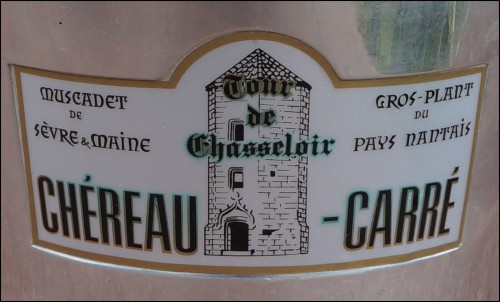 Tour
de
Chasseloir
MUSCADET
DE
SÈVRE & MAINE
GROS-PLANT
DU
PAYS NANTAIS
CHÉREAU-CARRÉ